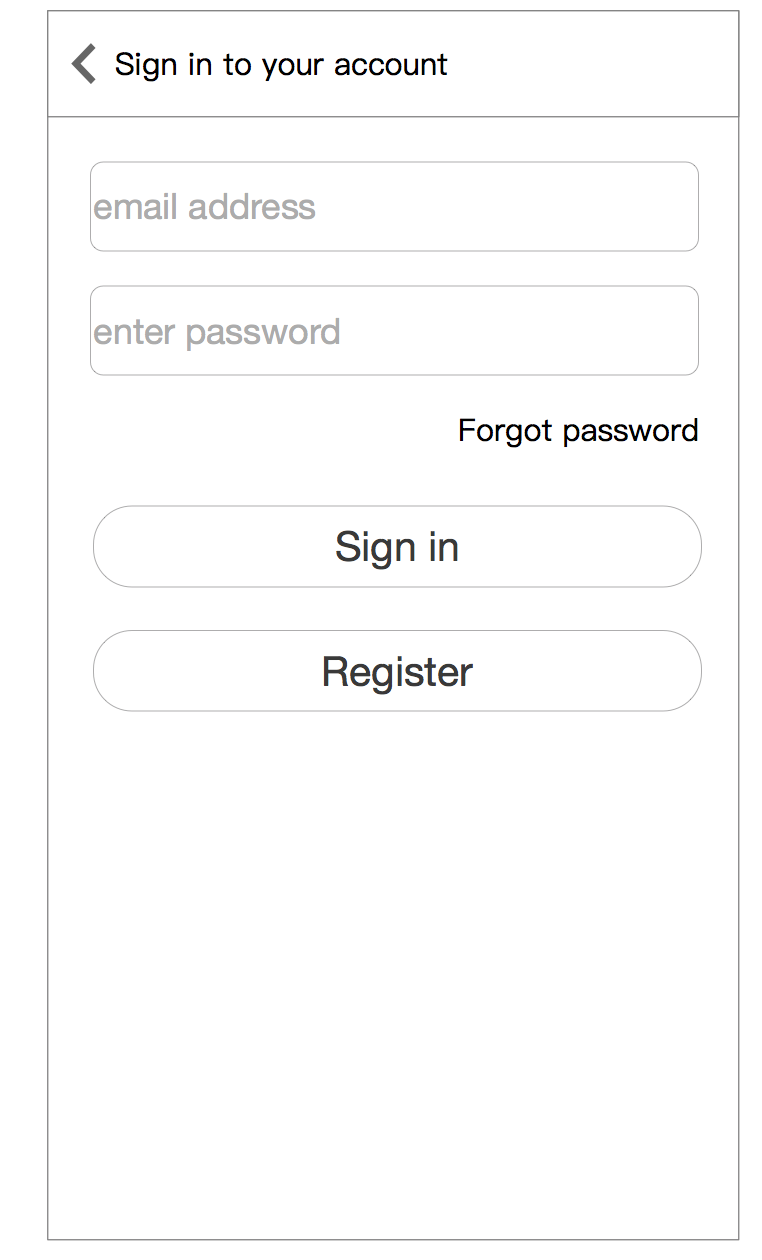 Sign in to your account
email address
enter password
Forgot password
Sign in
Register